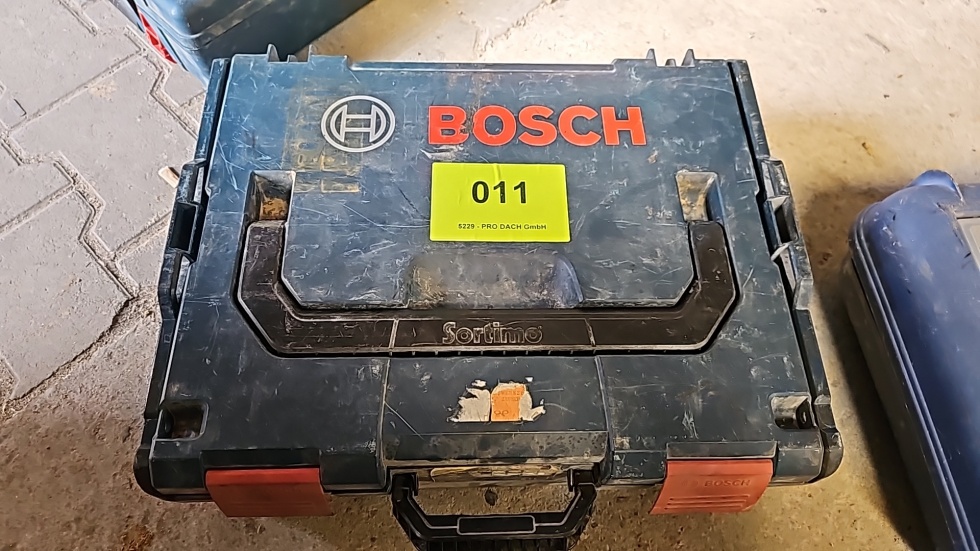 BOSCH
011
5229 - PRO DACH GmbH
Sortimo
BOSCH